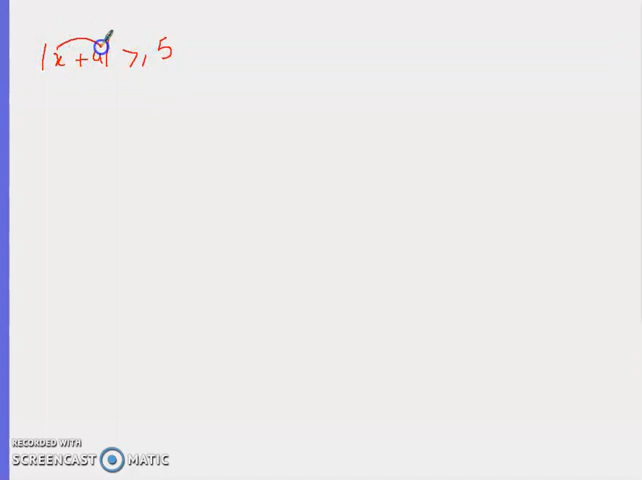 |x + 4| ≥ 5
RECORDED WITH
SCREENCAST MATIC